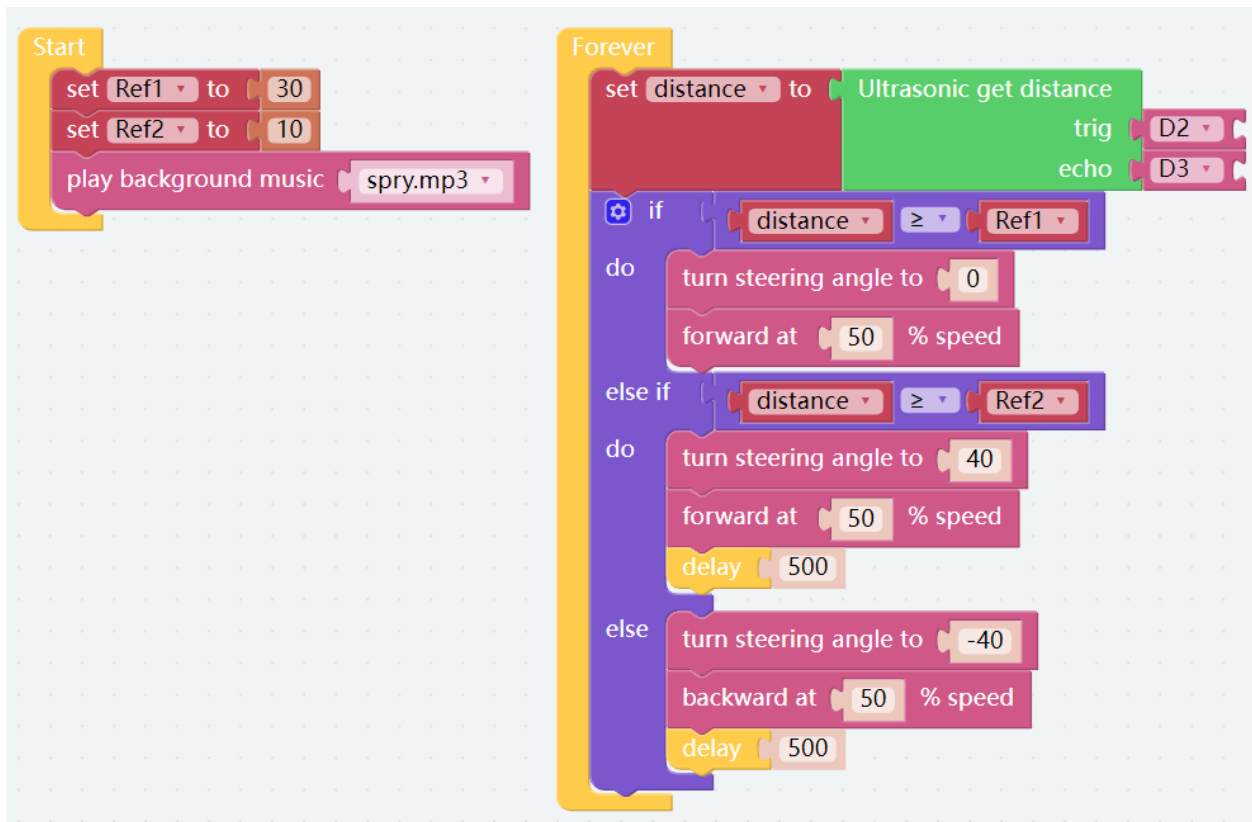 Start
set Ref1 to 30
set Ref2 to 10
play background music spry.mp3
Forever
set distance to Ultrasonic get distance
trig D2
echo D3
if distance ≥ Ref1
do turn steering angle to 0
forward at 50 % speed
else if distance ≥ Ref2
do turn steering angle to 40
forward at 50 % speed
delay 500
else turn steering angle to -40
backward at 50 % speed
delay 500